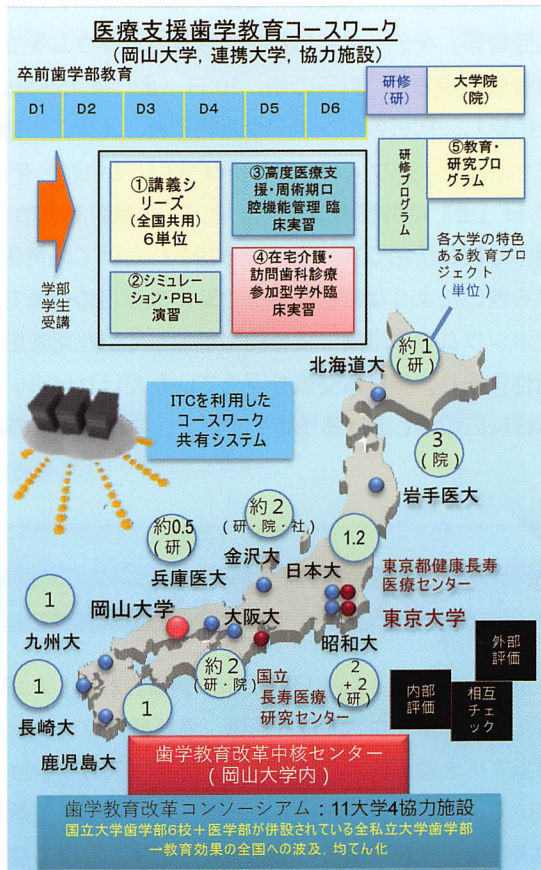 医療支援歯学教育コースワーク
(岡山大学, 連携大学, 協力施設)
卒前歯学部教育
D1 D2 D3 D4 D5 D6
研修
(研)
大学院
(院)
①講義シ
リーズ
(全国共用)
6単位
③高度医療支
援・周術期口
腔機能管理 臨
床実習
②シミュレー
ション・PBL
演習
④在宅介護・
訪問歯科診療
参加型学外臨
床実習
研修プログラム
⑤教育・
研究プロ
グラム
学部
学生
受講
各大学の特色
ある教育プロ
ジェクト
(単位)
ITCを利用した
コースワーク
共有システム
約1
(研)
北海道大
3
(院)
岩手医大
約2
(研・院・社)
金沢大
約0.5
(研)
兵庫医大
1.2
日本大
東京都健康長寿
医療センター
東京大学
昭和大
2
+2
(研)
岡山大学
大阪大
約2
(研・院)
国立
長寿医療
研究センター
1
九州大
1
長崎大
1
鹿児島大
外部
評価
内部
評価
相互
チェ
ック
歯学教育改革中核センター
(岡山大学内)
歯学教育改革コンソーシアム:11大学4協力施設
国立大学歯学部6校+医学部が併設されている全私立大学歯学部
→教育効果の全国への波及, 均てん化